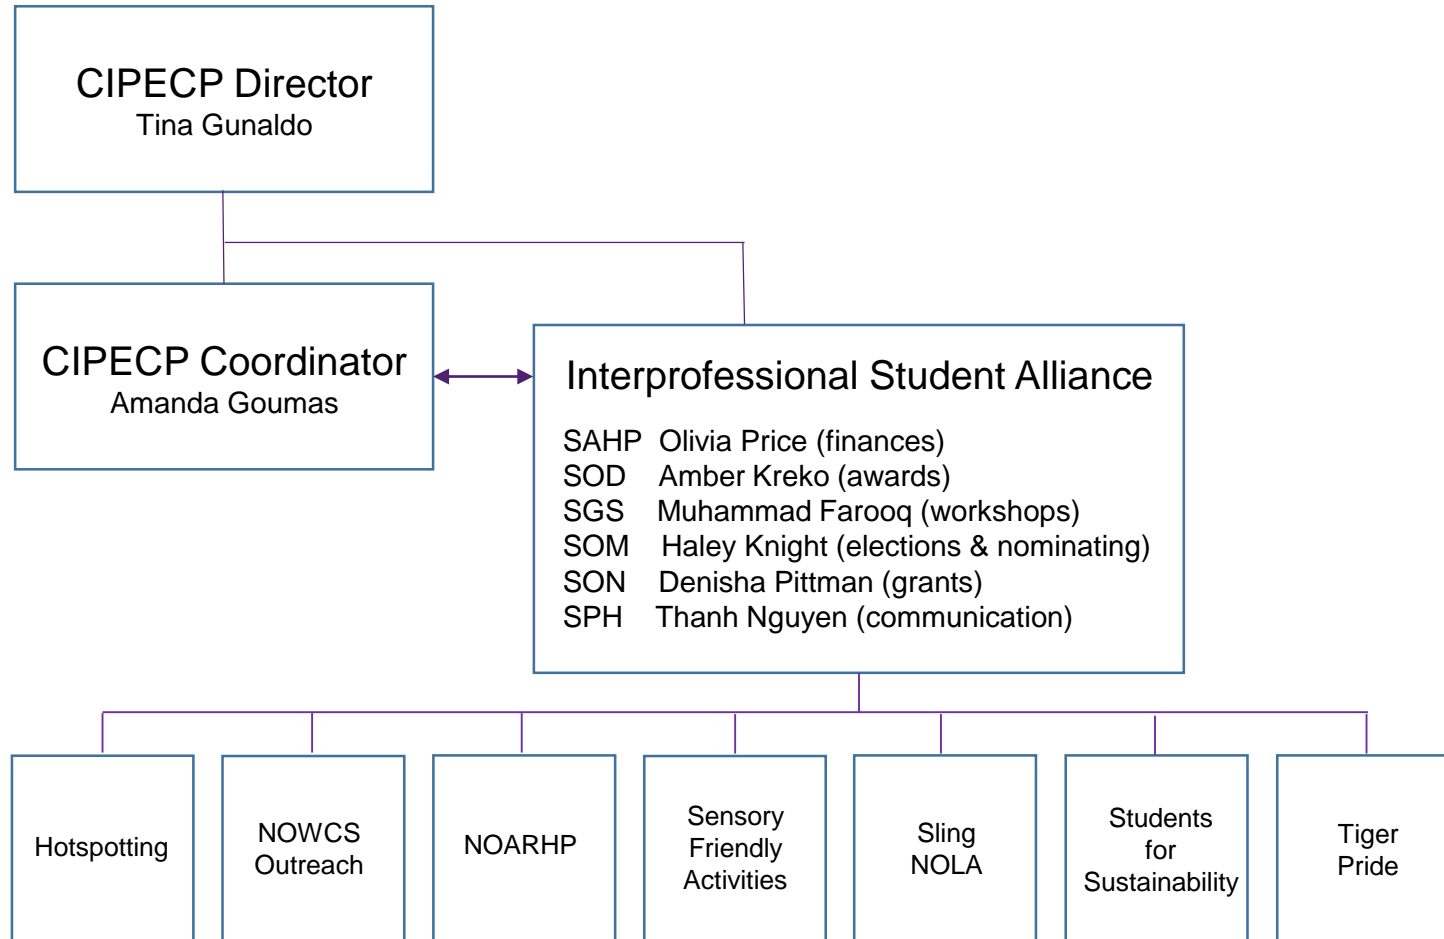 CIPECP Director
Tina Gunaldo
CIPECP Coordinator
Amanda Goumas
Interprofessional Student Alliance
SAHP Olivia Price (finances)
SOD Amber Kreko (awards)
SGS Muhammad Farooq (workshops)
SOM Haley Knight (elections & nominating)
SON Denisha Pittman (grants)
SPH Thanh Nguyen (communication)
Hotspotting
NOWCS
Outreach
NOARHP
Sensory
Friendly
Activities
Sling
NOLA
Students
for
Sustainability
Tiger
Pride